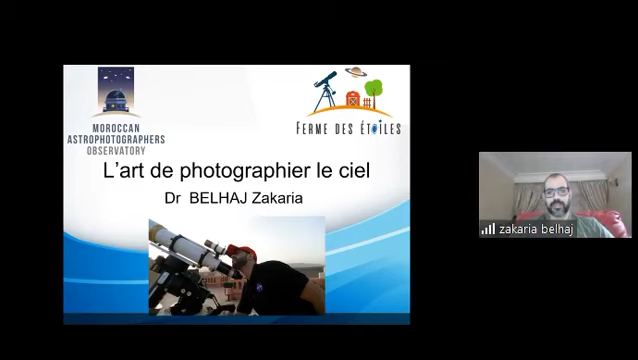 MOROCCAN
ASTROPHOTOGRAPHERS
OBSERVATORY
FERME DES ÉTOILES
L'art de photographier le ciel
Dr BELHAJ Zakaria
zakaria belhaj